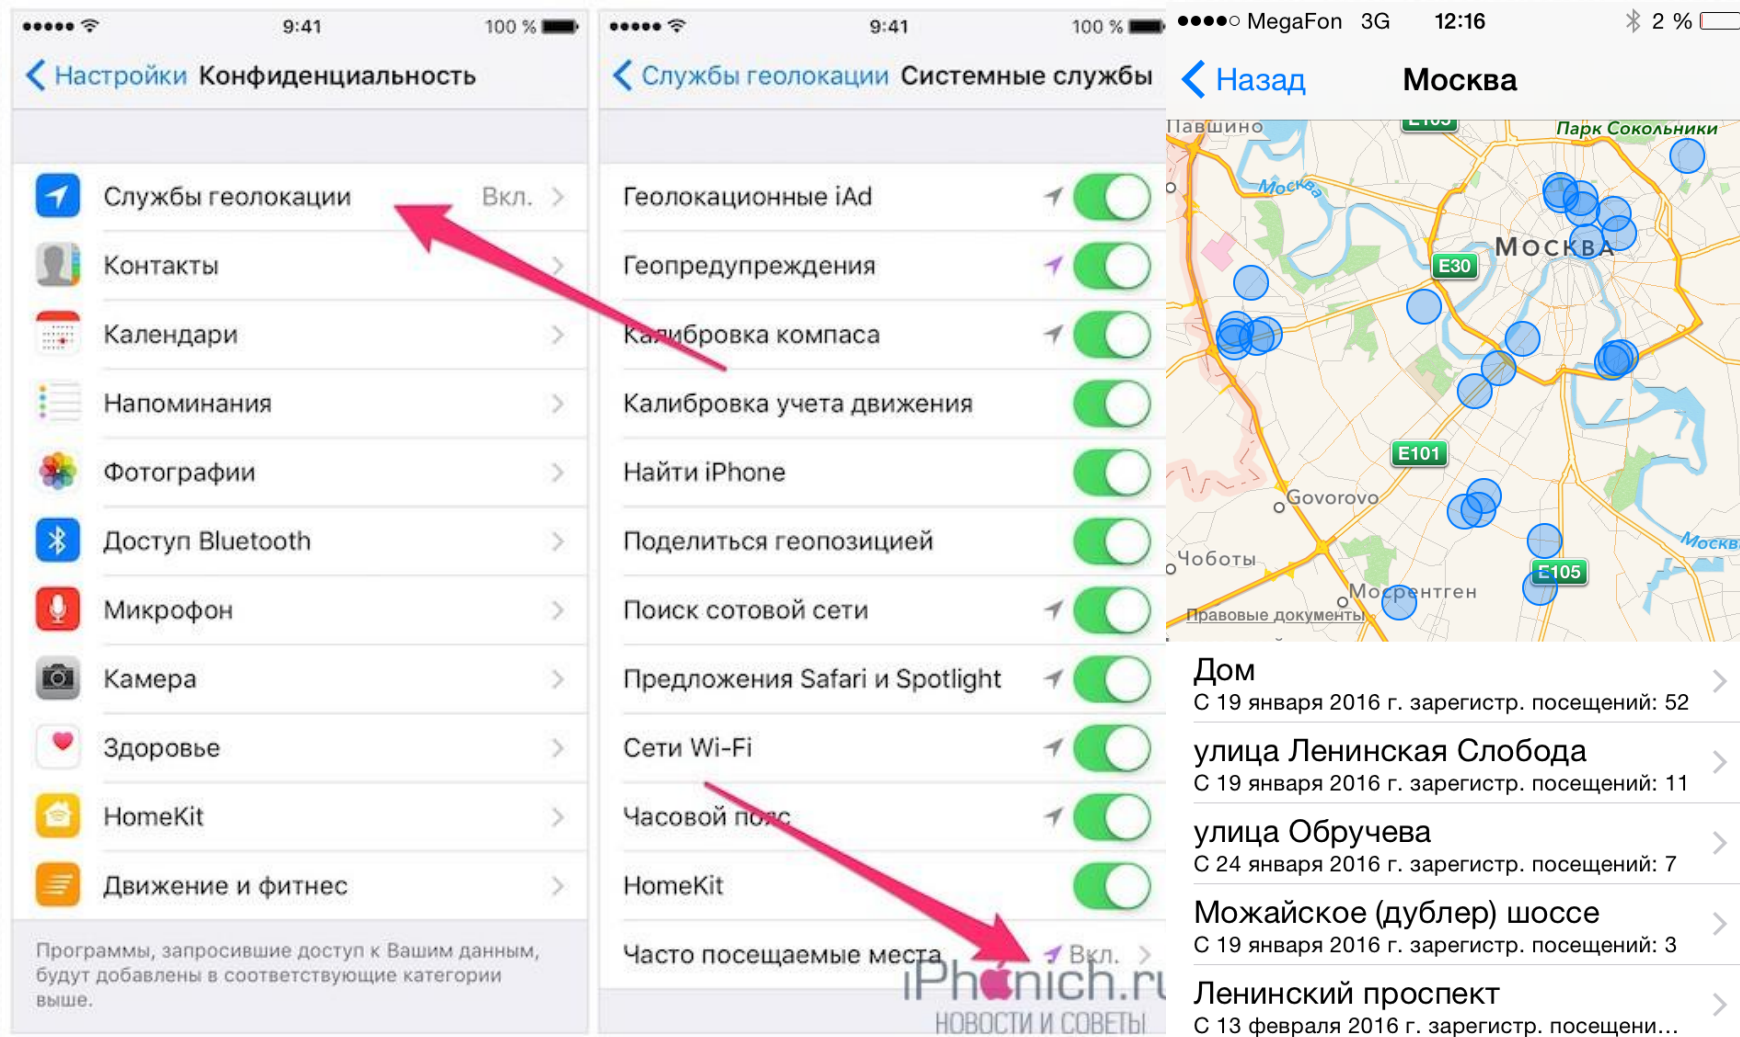 9:41
100 %
Настройки Конфиденциальность
Службы геолокации Вкл.
Контакты
Календари
Напоминания
Фотографии
Доступ Bluetooth
Микрофон
Камера
Здоровье
HomeKit
Движение и фитнес
Программы, запросившие доступ к Вашим данным,
будут добавлены в соответствующие категории
выше.
9:41
100 %
Службы геолокации Системные службы
Геолокационные iAd
Геопредупреждения
Калибровка компаса
Калибровка учета движения
Найти iPhone
Поделиться геопозицией
Поиск сотовой сети
Предложения Safari и Spotlight
Сети Wi-Fi
Часовой пояс
HomeKit
Часто посещаемые места Вкл.
iPhonich.ru
НОВОСТИ И СОВЕТЫ
MegaFon 3G 12:16 2 %
Назад Москва
Павшино
E105
Парк Сокольники
Москва
Москва
E30
E101
Govorovo
Чоботы
Москв
E105
Мосрентген
Правовые документы
Дом
С 19 января 2016 г. зарегистр. посещений: 52
улица Ленинская Слобода
С 19 января 2016 г. зарегистр. посещений: 11
улица Обручева
С 24 января 2016 г. зарегистр. посещений: 7
Можайское (дублер) шоссе
С 19 января 2016 г. зарегистр. посещений: 3
Ленинский проспект
С 13 февраля 2016 г. зарегистр. посещени...